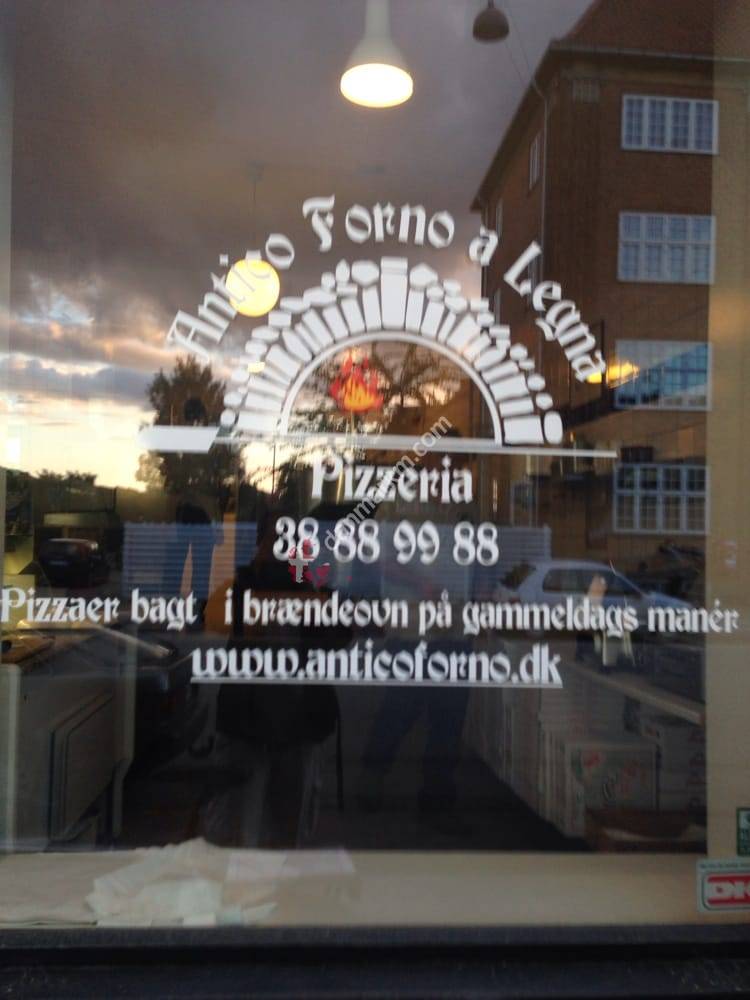 Antico Forno a Legna
Pizzeria
38 88 99 88
Pizzaer bagt i brændeovn på gammeldags manér
www.anticoforno.dk